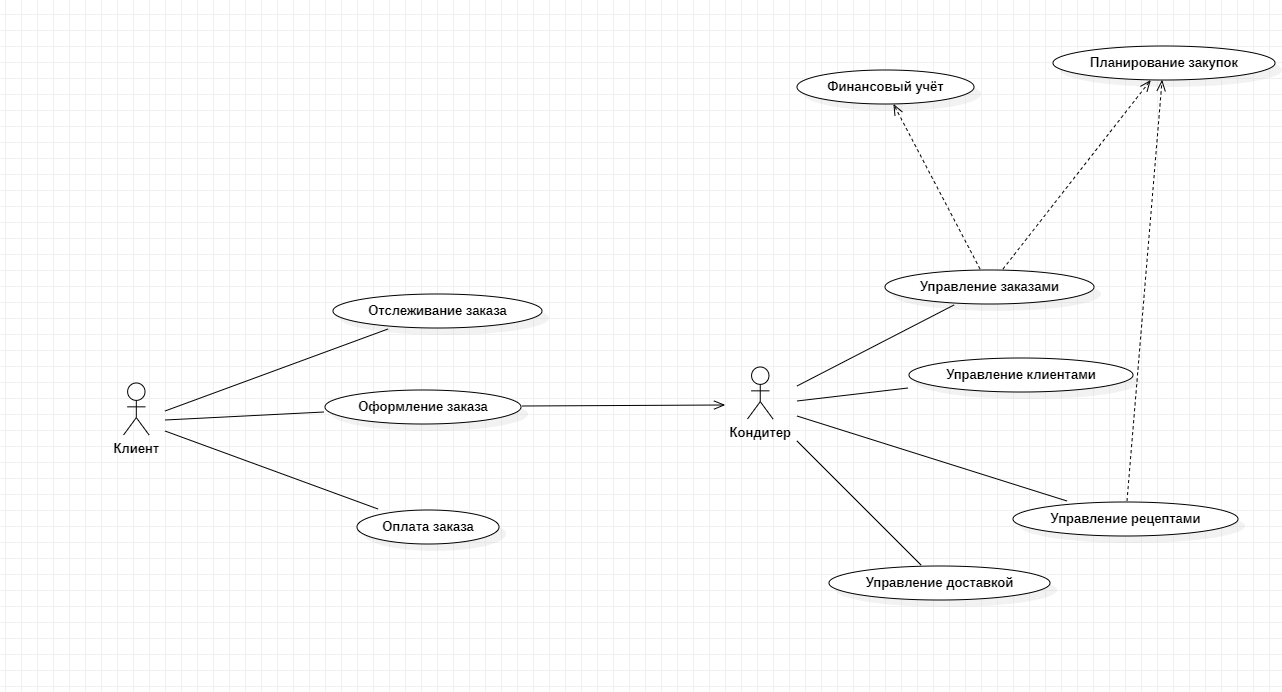 Планирование закупок
Финансовый учёт
Управление заказами
Отслеживание заказа
Управление клиентами
Оформление заказа
Кондитер
Клиент
Управление рецептами
Оплата заказа
Управление доставкой